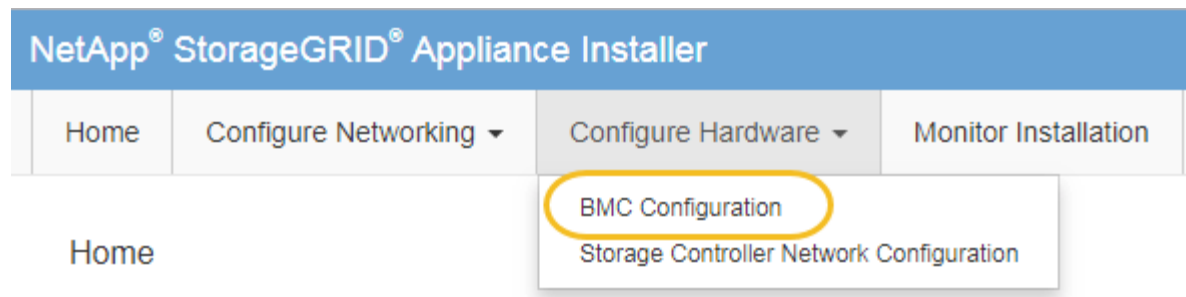 NetApp® StorageGRID® Appliance Installer
Home Configure Networking Configure Hardware Monitor Installation
BMC Configuration
Home
Storage Controller Network Configuration